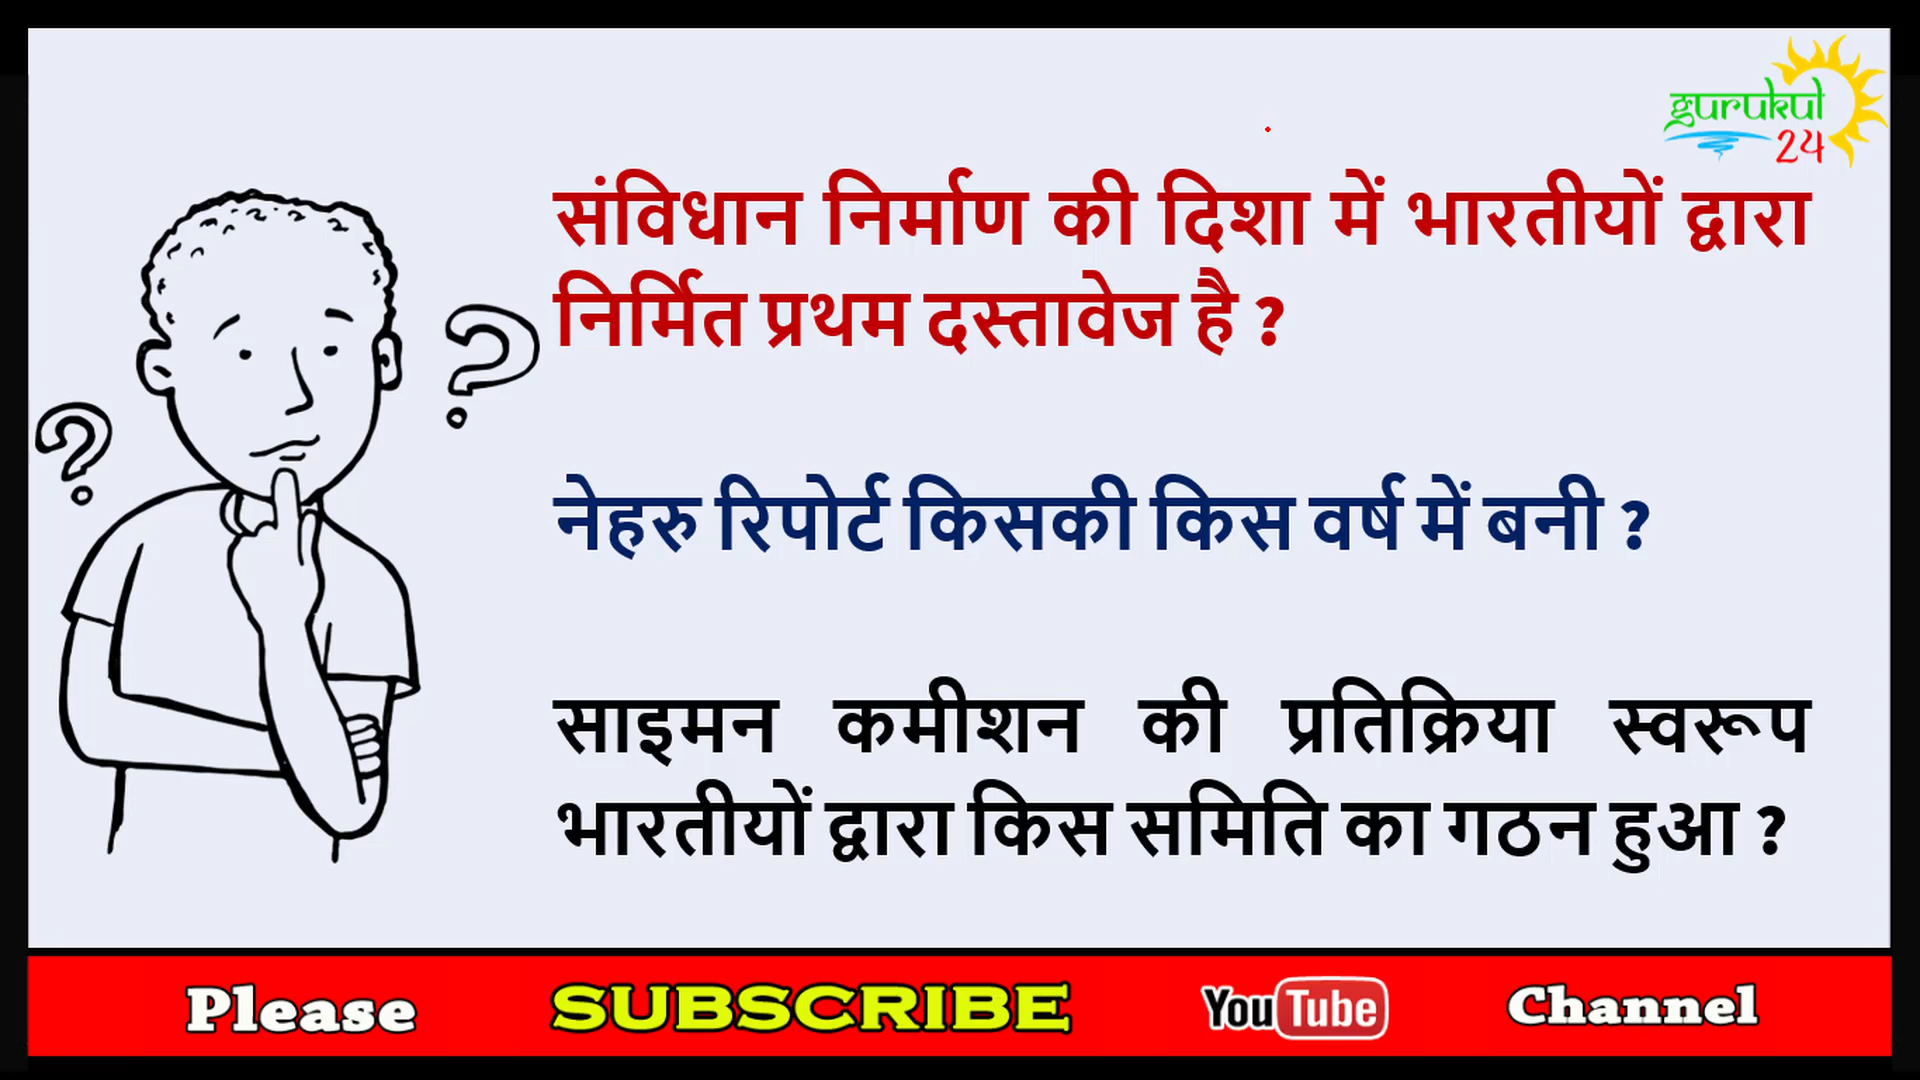 gurukul
24
संविधान निर्माण की दिशा में भारतीयों द्वारा
निर्मित प्रथम दस्तावेज है ?
नेहरु रिपोर्ट किसकी किस वर्ष में बनी ?
साइमन कमीशन की प्रतिक्रिया स्वरूप
भारतीयों द्वारा किस समिति का गठन हुआ ?
Please SUBSCRIBE YouTube Channel